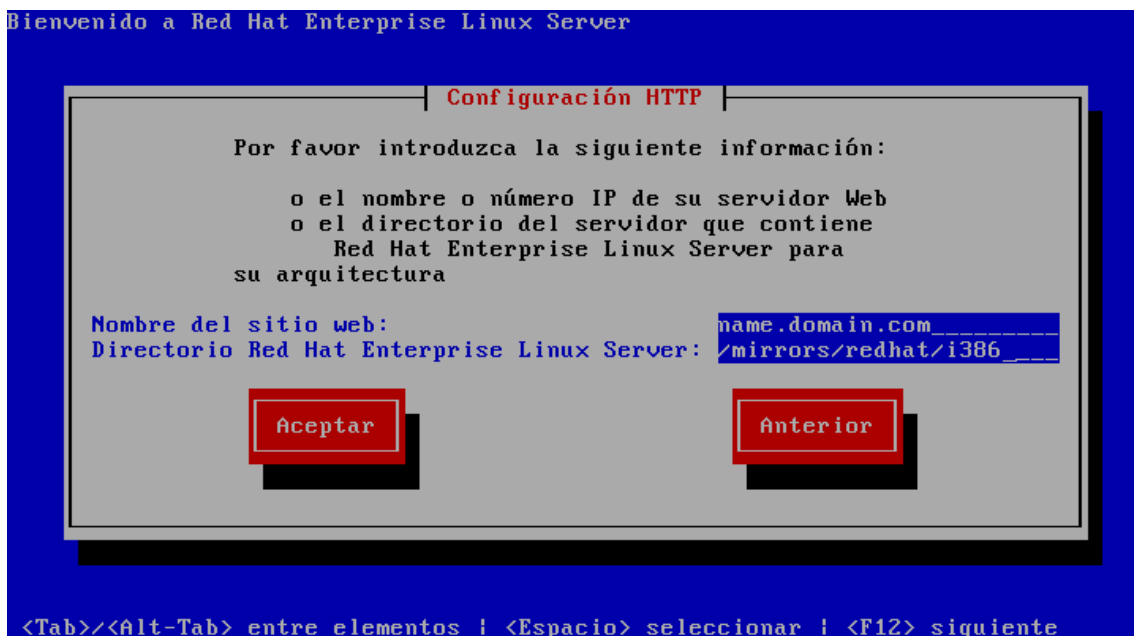 Bienvenido a Red Hat Enterprise Linux Server
Configuración HTTP
Por favor introduzca la siguiente información:
o el nombre o número IP de su servidor Web
o el directorio del servidor que contiene
Red Hat Enterprise Linux Server para
su arquitectura
Nombre del sitio web: name.domain.com_________
Directorio Red Hat Enterprise Linux Server: /mirrors/redhat/i386____
Aceptar Anterior
<Tab>/<Alt-Tab> entre elementos | <Espacio> seleccionar | <F12> siguiente